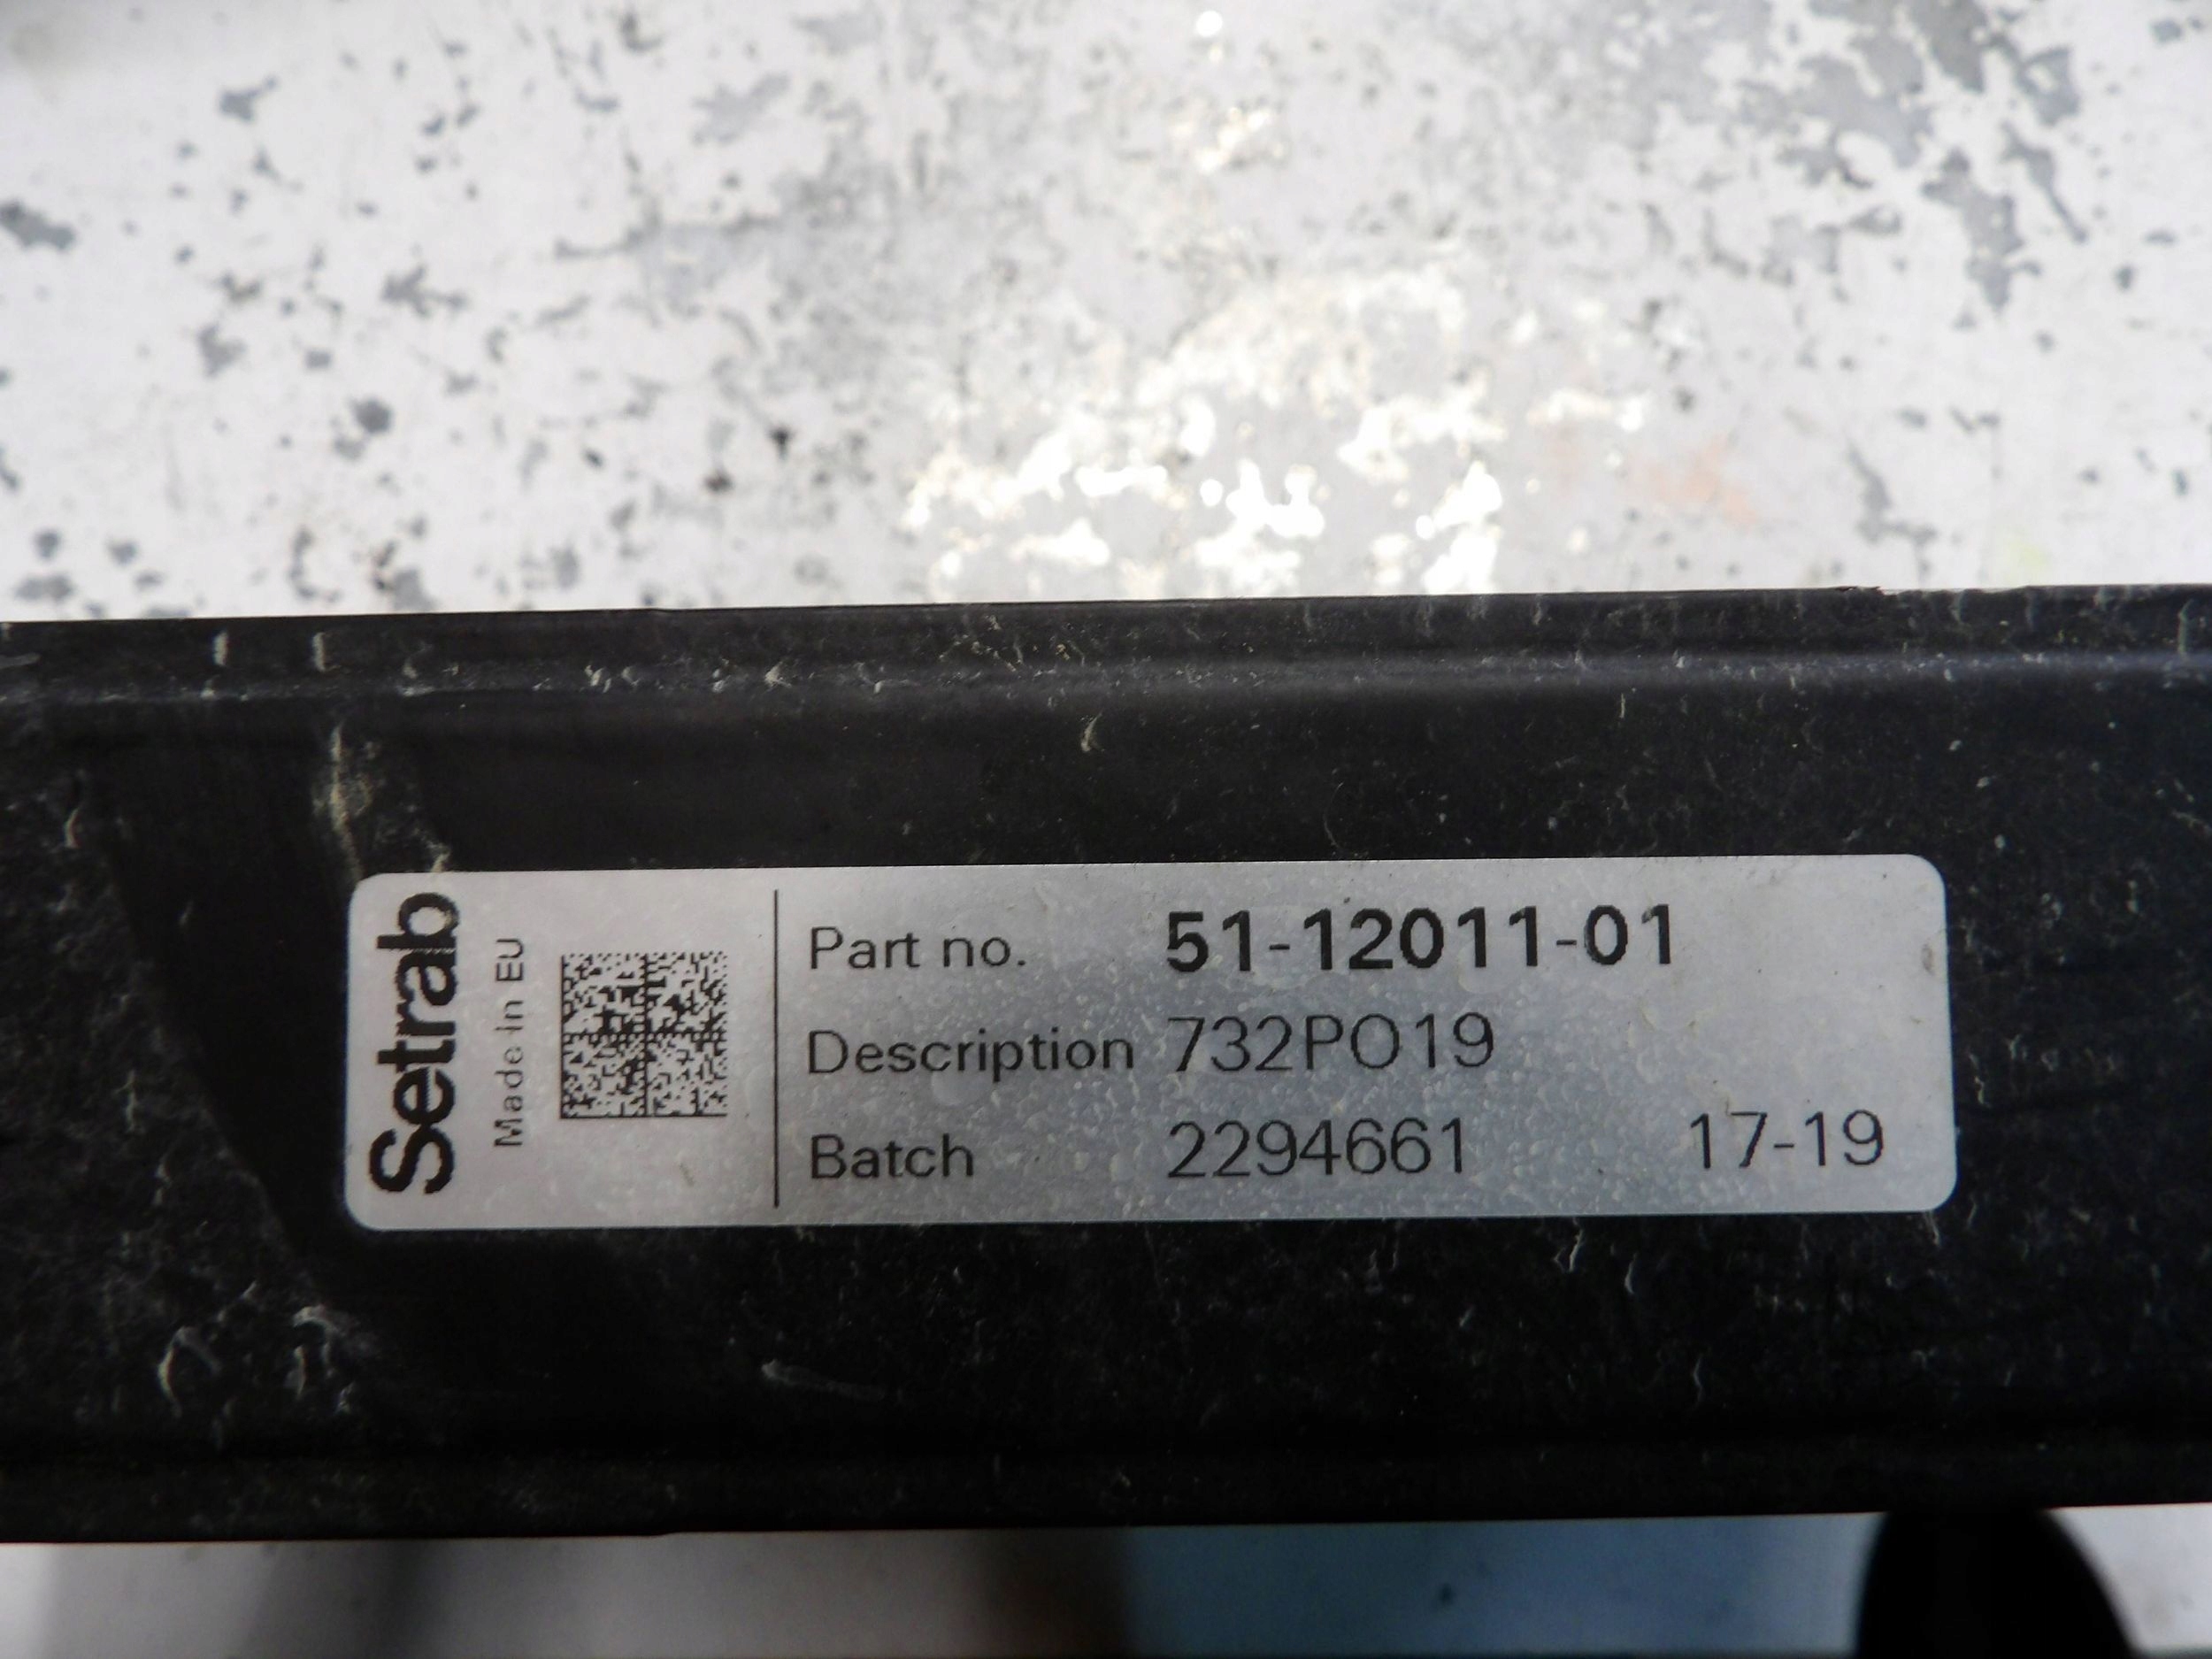 Setrab
Made in EU
Part no. 51-12011-01
Description 732PO19
Batch 2294661 17-19